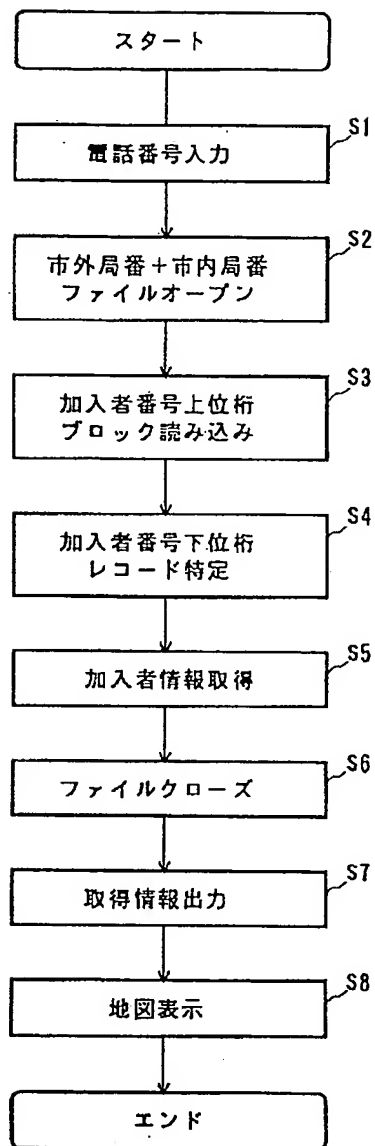 スタート
S1
電話番号入力
S2
市外局番＋市内局番
ファイルオープン
S3
加入者番号上位桁
ブロック読み込み
S4
加入者番号下位桁
レコード特定
S5
加入者情報取得
S6
ファイルクローズ
S7
取得情報出力
S8
地図表示
エンド